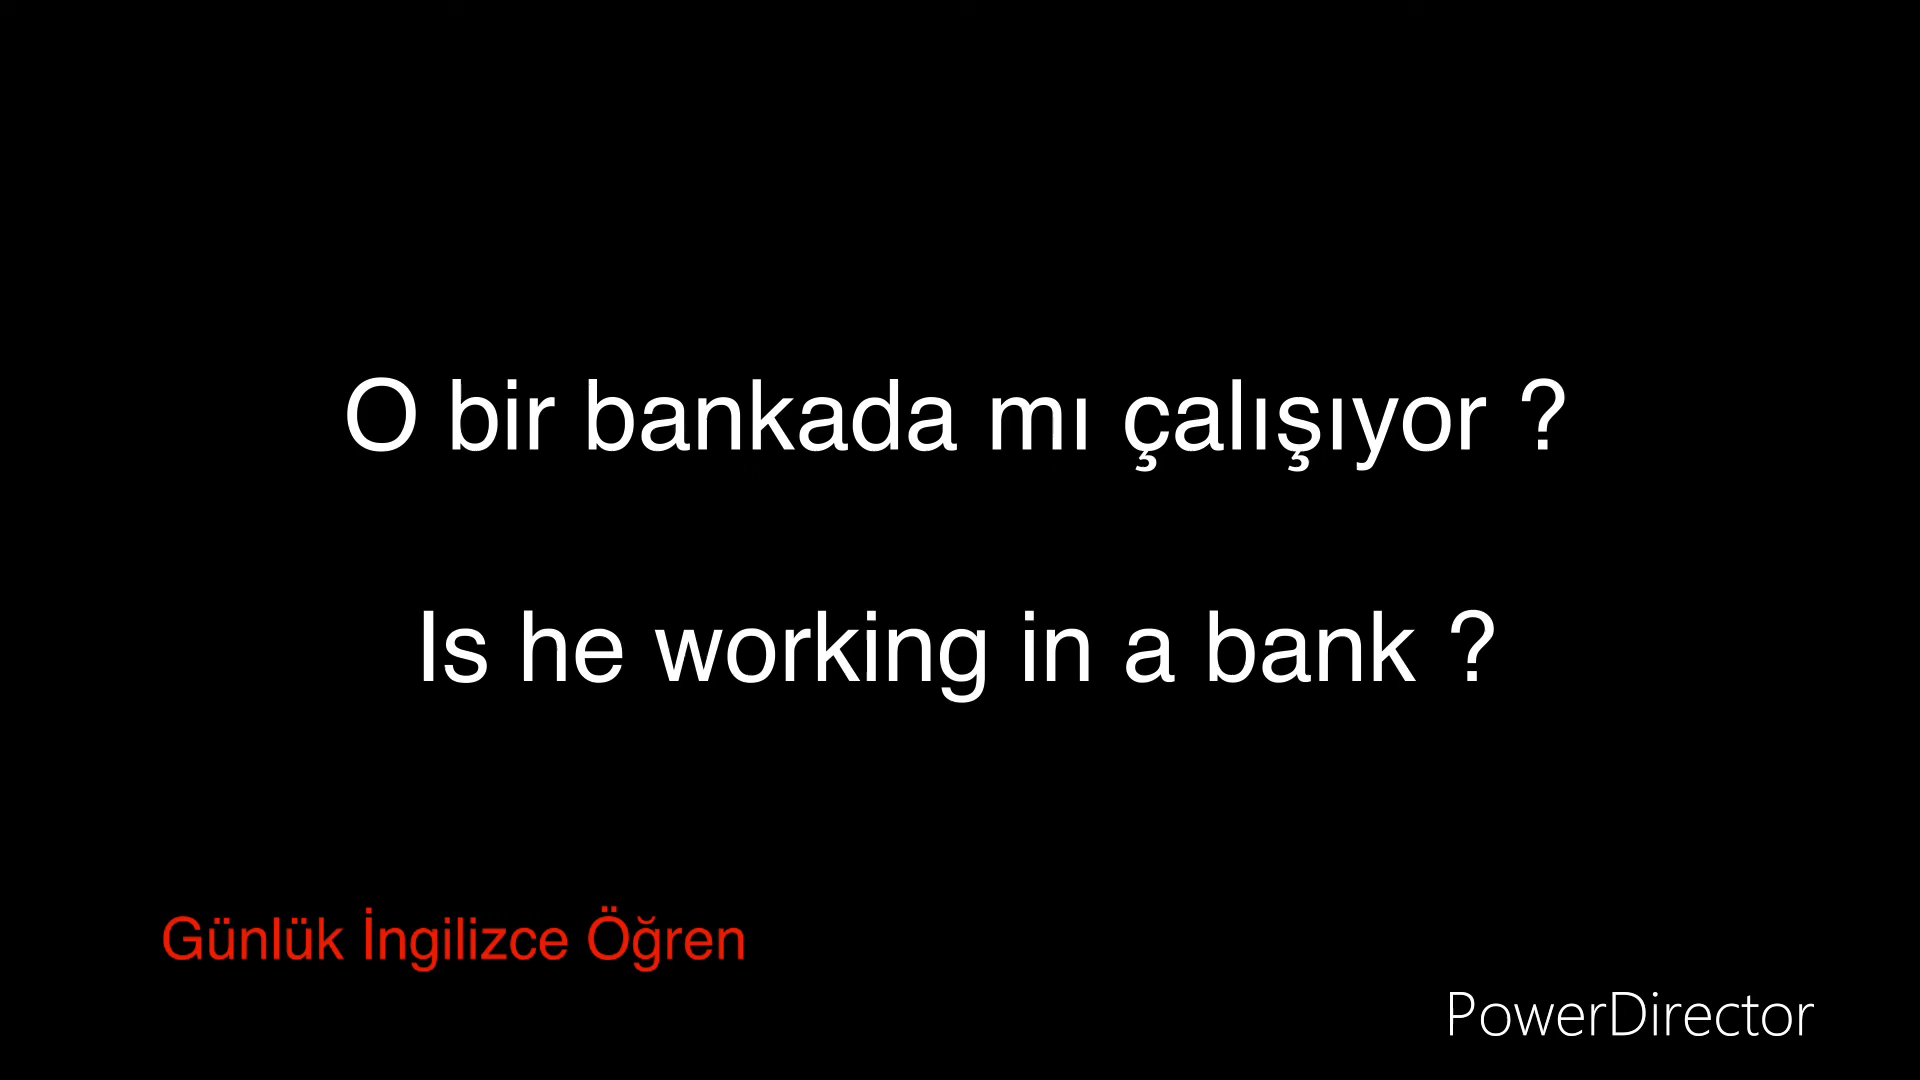 O bir bankada mı çalışıyor ?
Is he working in a bank ?
Günlük İngilizce Öğren
PowerDirector